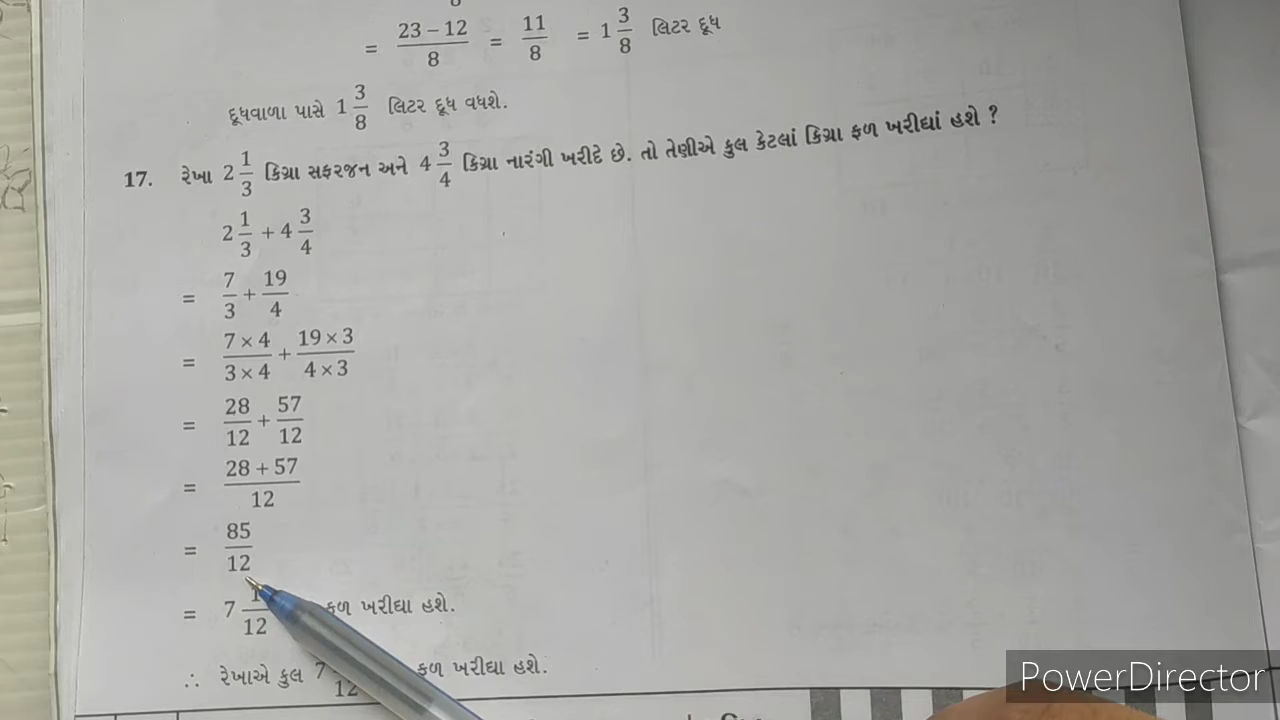 = (23 − 12)/8 = 11/8 = 1 3/8 લિટર દૂધ
દૂધવાળા પાસે 1 3/8 લિટર દૂધ વધશે.
17. રેખા 2 1/3 કિગ્રા સફરજન અને 4 3/4 કિગ્રા નારંગી ખરીદે છે. તો તેણીએ કુલ કેટલાં કિગ્રા ફળ ખરીદ્યાં હશે ?
2 1/3 + 4 3/4
= 7/3 + 19/4
= (7 × 4)/(3 × 4) + (19 × 3)/(4 × 3)
= 28/12 + 57/12
= (28 + 57)/12
= 85/12
= 7 1/12 ફળ ખરીદ્યા હશે.
∴ રેખાએ કુલ 7 /12 ફળ ખરીદ્યા હશે.
PowerDirector